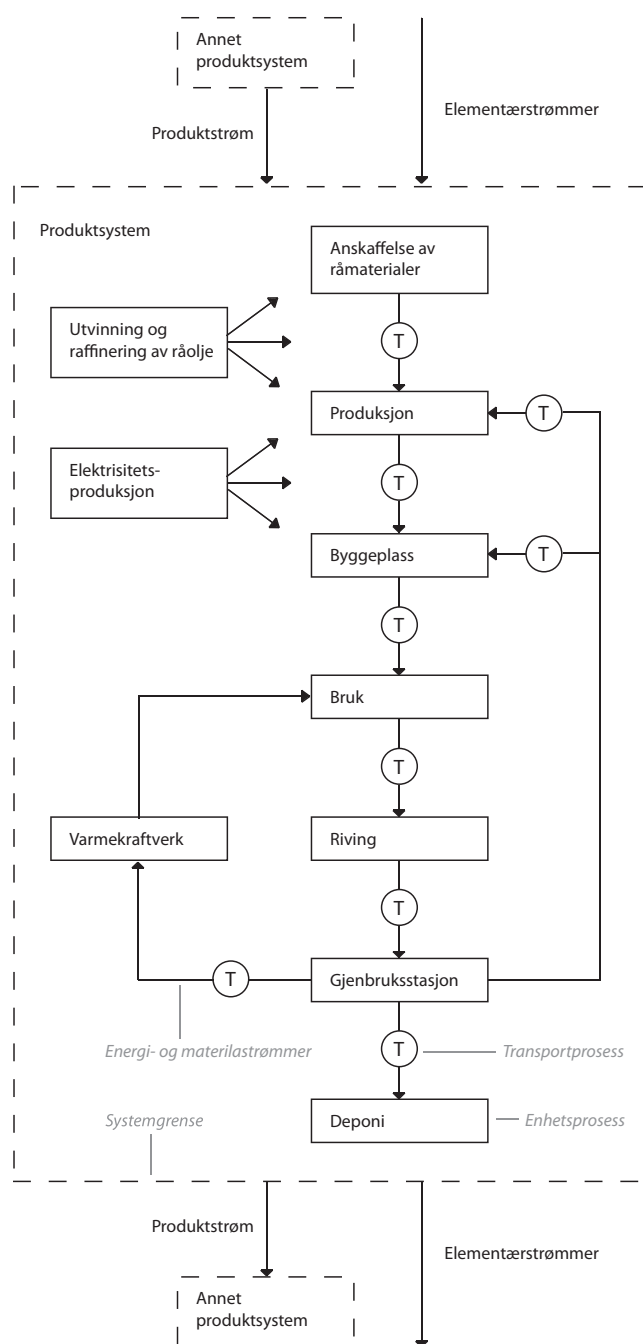 Annet
produktsystem
Elementærstrømmer
Produktstrøm
Produktsystem
Anskaffelse av
råmaterialer
Utvinning og
raffinering av råolje
T
Produksjon
T
Elektrisitets-
produksjon
T
Byggeplass
T
T
Bruk
T
Varmekraftverk
Riving
T
Gjenbruksstasjon
T
Energi- og materilastrømmer
T
Transportprosess
Systemgrense
Deponi
Enhetsprosess
Produktstrøm
Elementærstrømmer
Annet
produktsystem